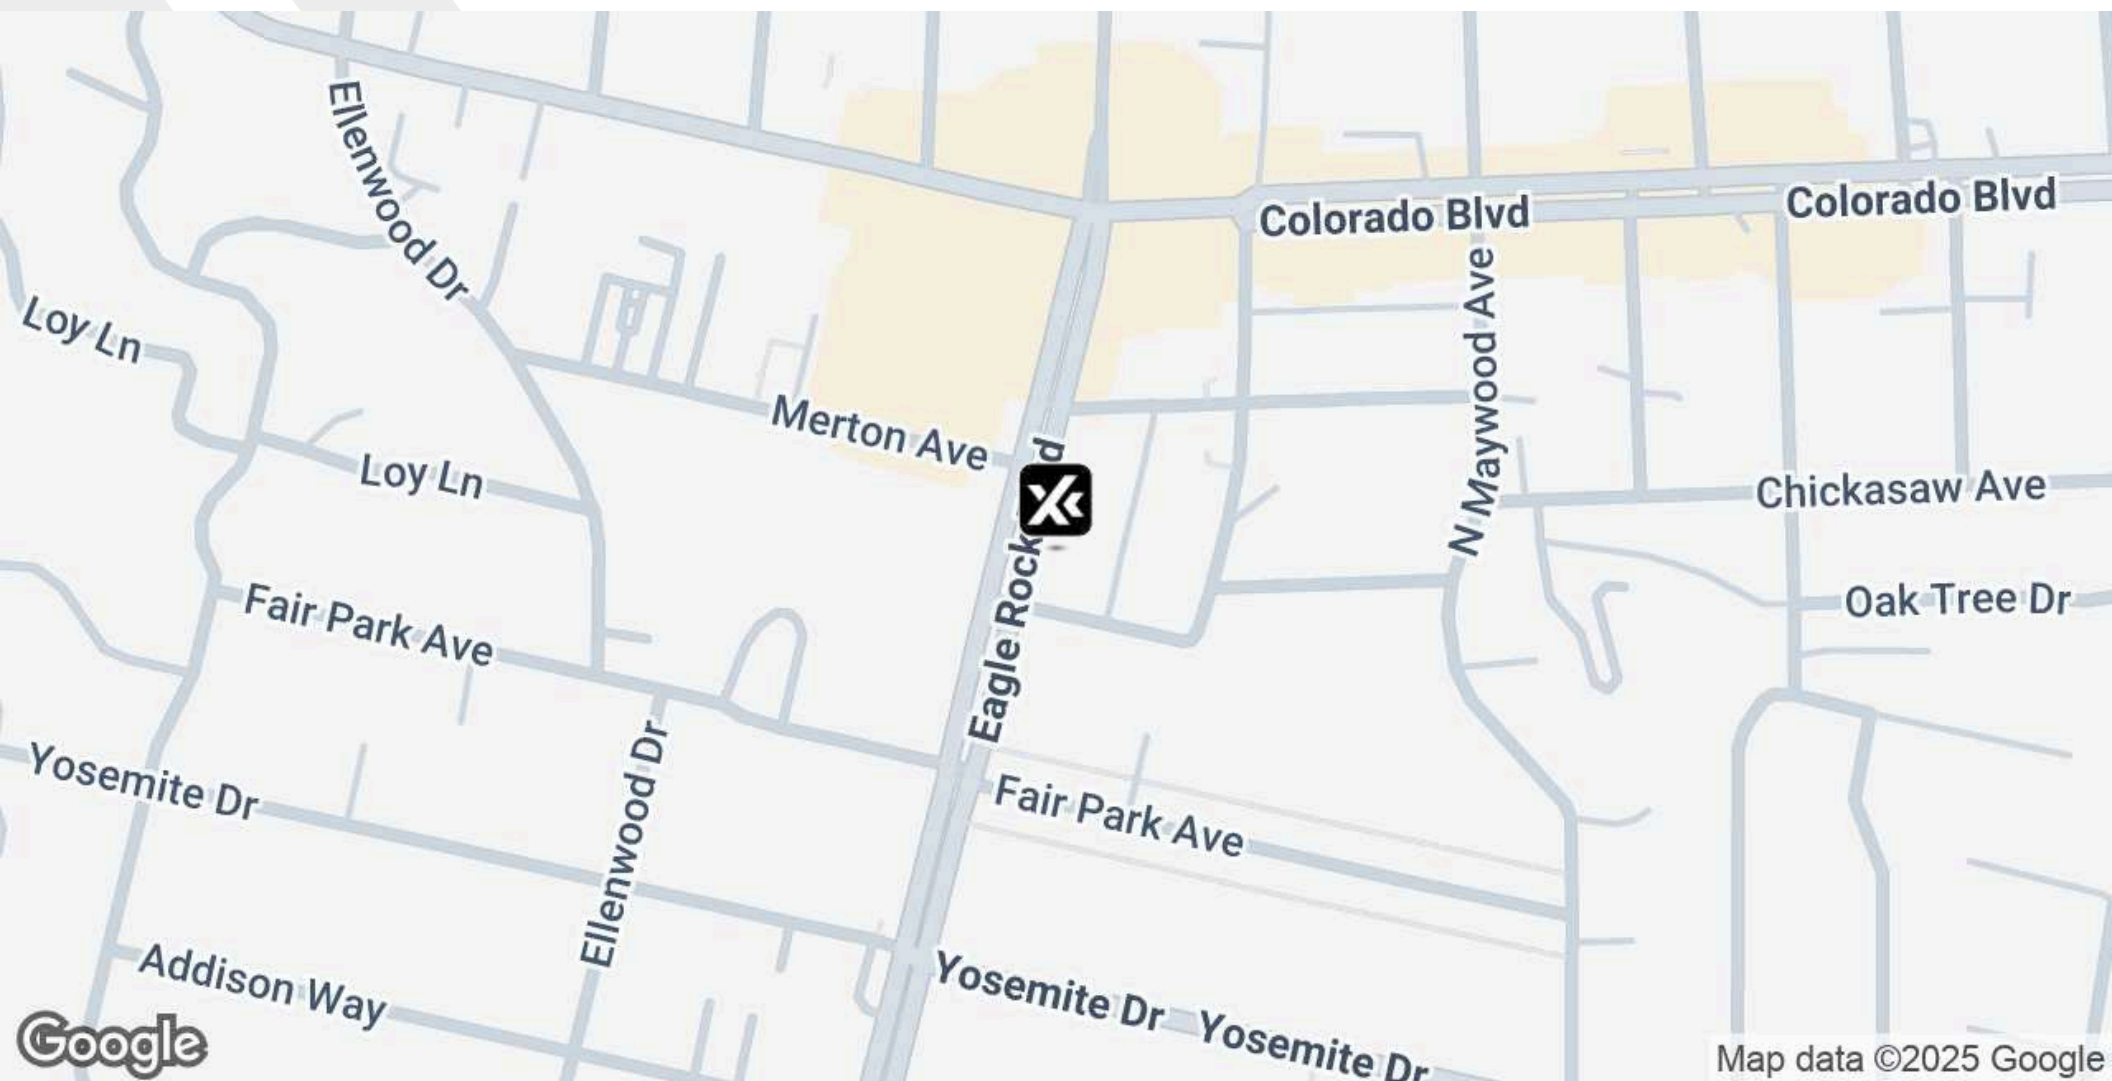 Ellenwood Dr
Colorado Blvd
Colorado Blvd
Loy Ln
N Maywood Ave
Merton Ave
Loy Ln
Chickasaw Ave
Eagle Rock d
Fair Park Ave
Oak Tree Dr
Yosemite Dr
Ellenwood Dr
Fair Park Ave
Addison Way
Yosemite Dr
Yosemite Dr
Google
Map data ©2025 Google